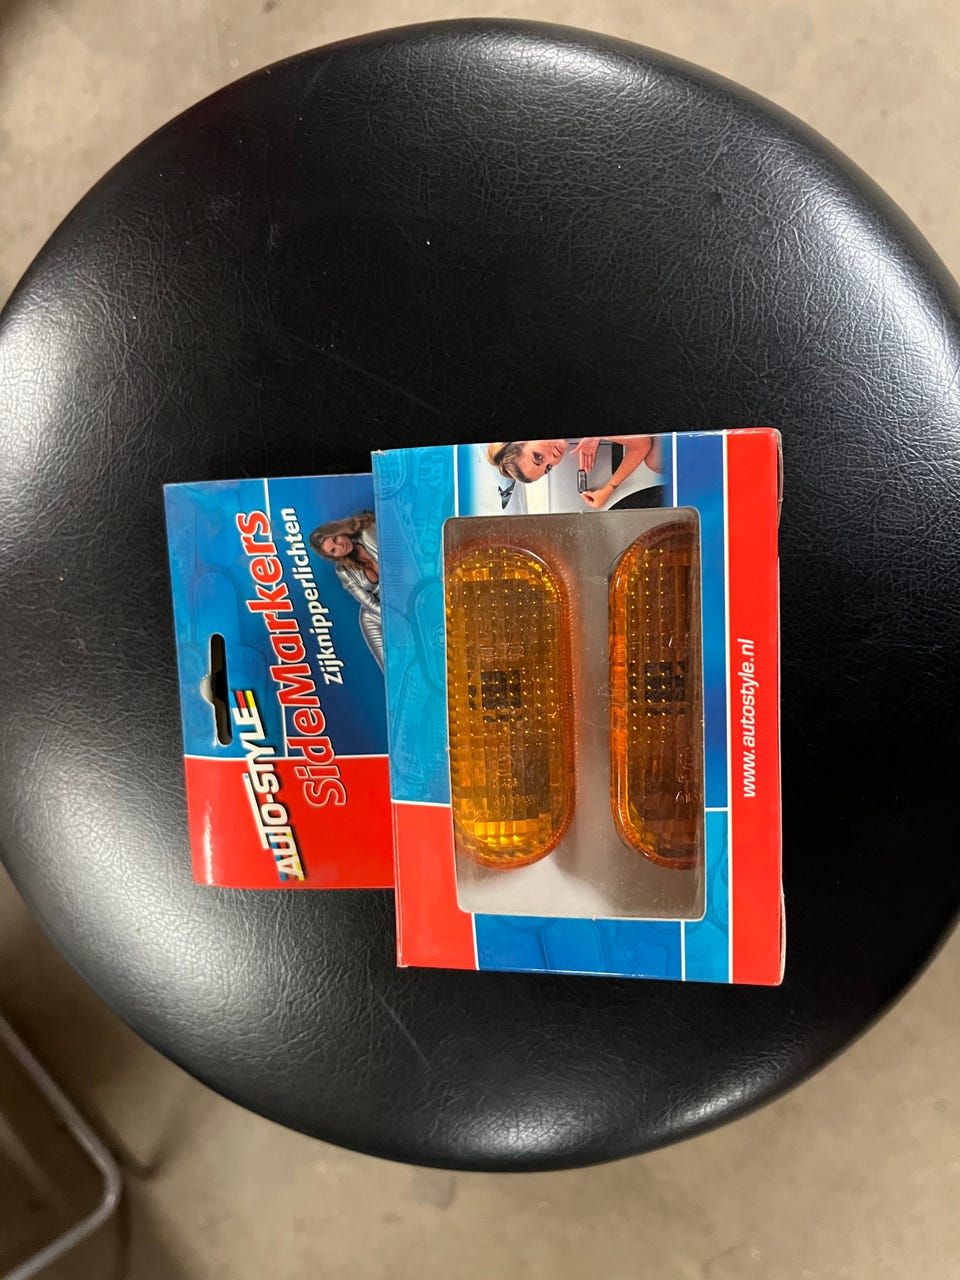 AUTO-STYLE
SideMarkers
Zijknipperlichten
www.autostyle.nl